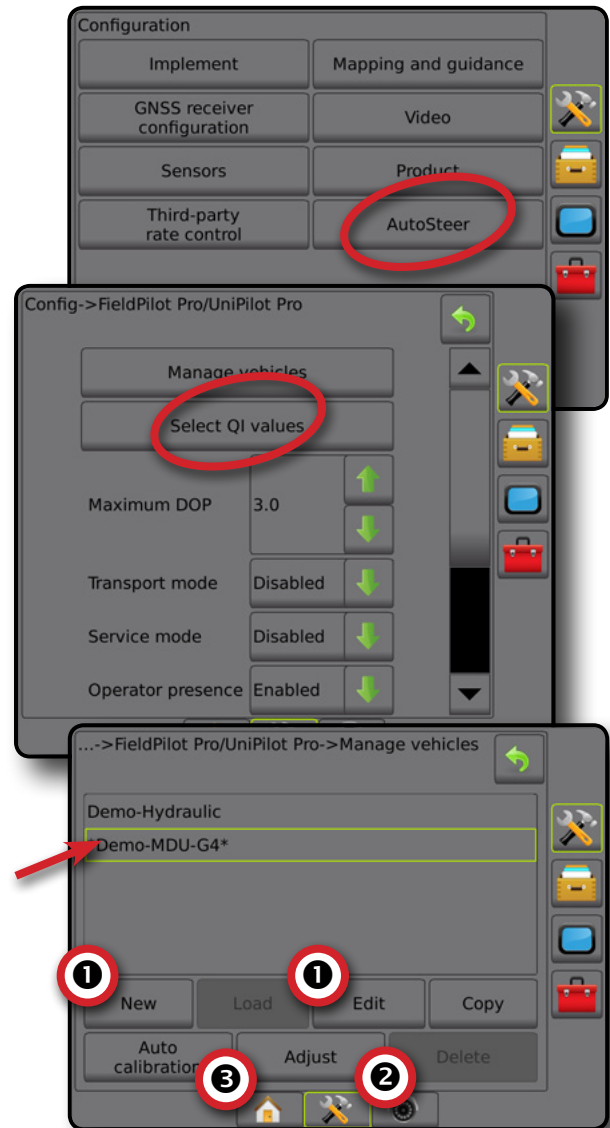 Configuration
Implement
Mapping and guidance
GNSS receiver
configuration
Video
Sensors
Product
Third-party
rate control
AutoSteer
Config->FieldPilot Pro/UniPilot Pro
Manage vehicles
Select QI values
Maximum DOP
3.0
Transport mode
Disabled
Service mode
Disabled
Operator presence
Enabled
...->FieldPilot Pro/UniPilot Pro->Manage vehicles
Demo-Hydraulic
*Demo-MDU-G4*
1
1
New
Load
Edit
Copy
Auto
calibration
Adjust
Delete
3
2